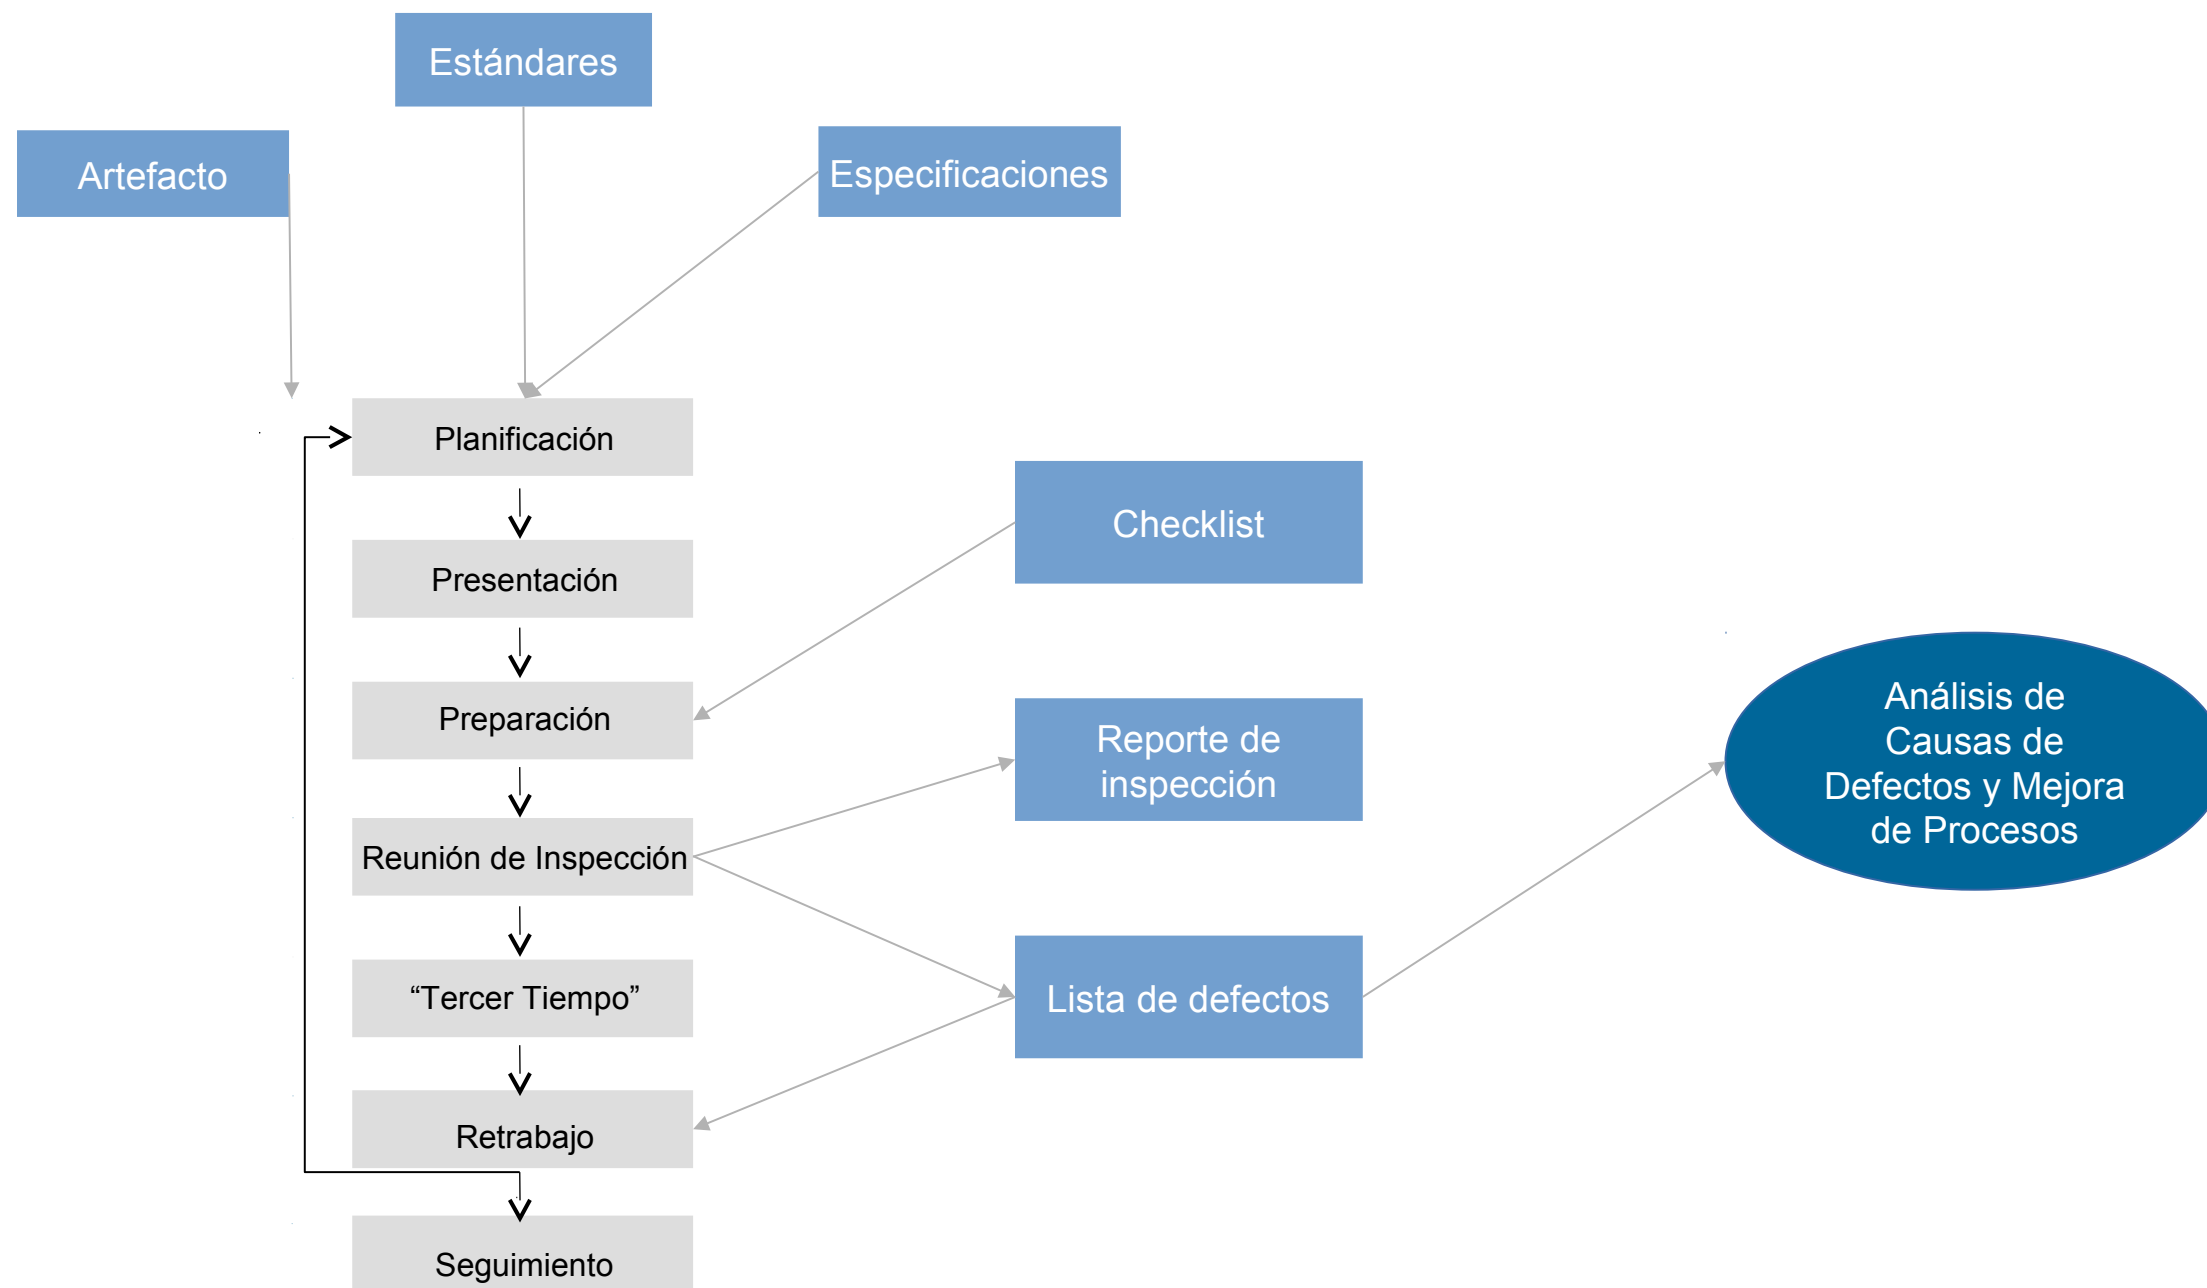 Estándares
Artefacto
Especificaciones
Planificación
Checklist
Presentación
Preparación
Reporte de
inspección
Análisis de
Causas de
Defectos y Mejora
de Procesos
Reunión de Inspección
“Tercer Tiempo”
Lista de defectos
Retrabajo
Seguimiento